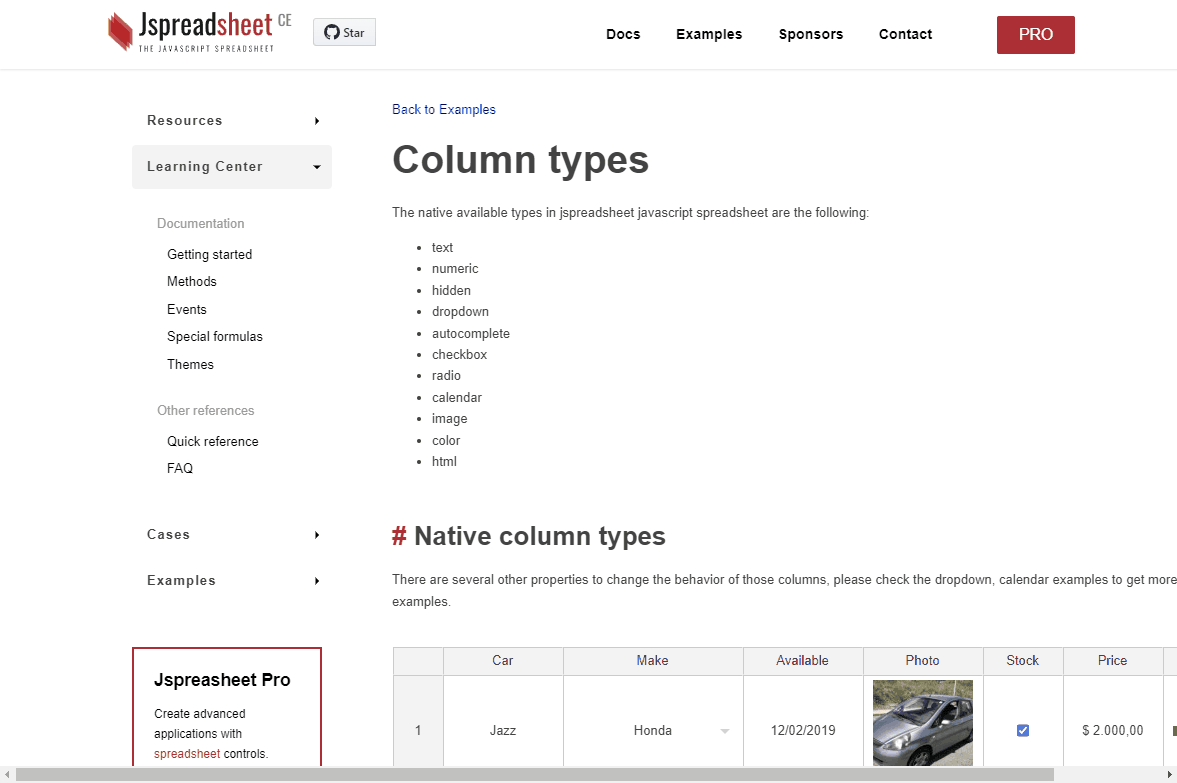 Jspreadsheet CE
THE JAVASCRIPT SPREADSHEET
Star
Docs
Examples
Sponsors
Contact
PRO
Resources
Learning Center
Documentation
Getting started
Methods
Events
Special formulas
Themes
Other references
Quick reference
FAQ
Cases
Examples
Jspreasheet Pro
Create advanced
applications with
spreadsheet controls.
Back to Examples
Column types
The native available types in jspreadsheet javascript spreadsheet are the following:
text
numeric
hidden
dropdown
autocomplete
checkbox
radio
calendar
image
color
html
# Native column types
There are several other properties to change the behavior of those columns, please check the dropdown, calendar examples to get more
examples.
Car Make Available Photo Stock Price
1 Jazz Honda 12/02/2019 $ 2.000,00